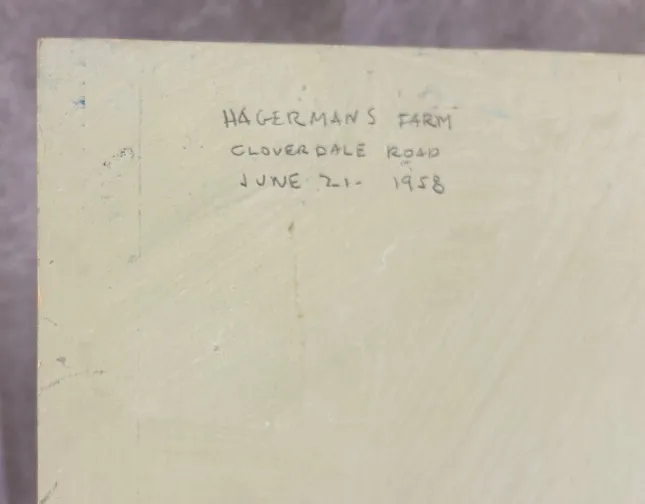 HAGERMANS FARM
CLOVERDALE ROAD
JUNE 21. 1958